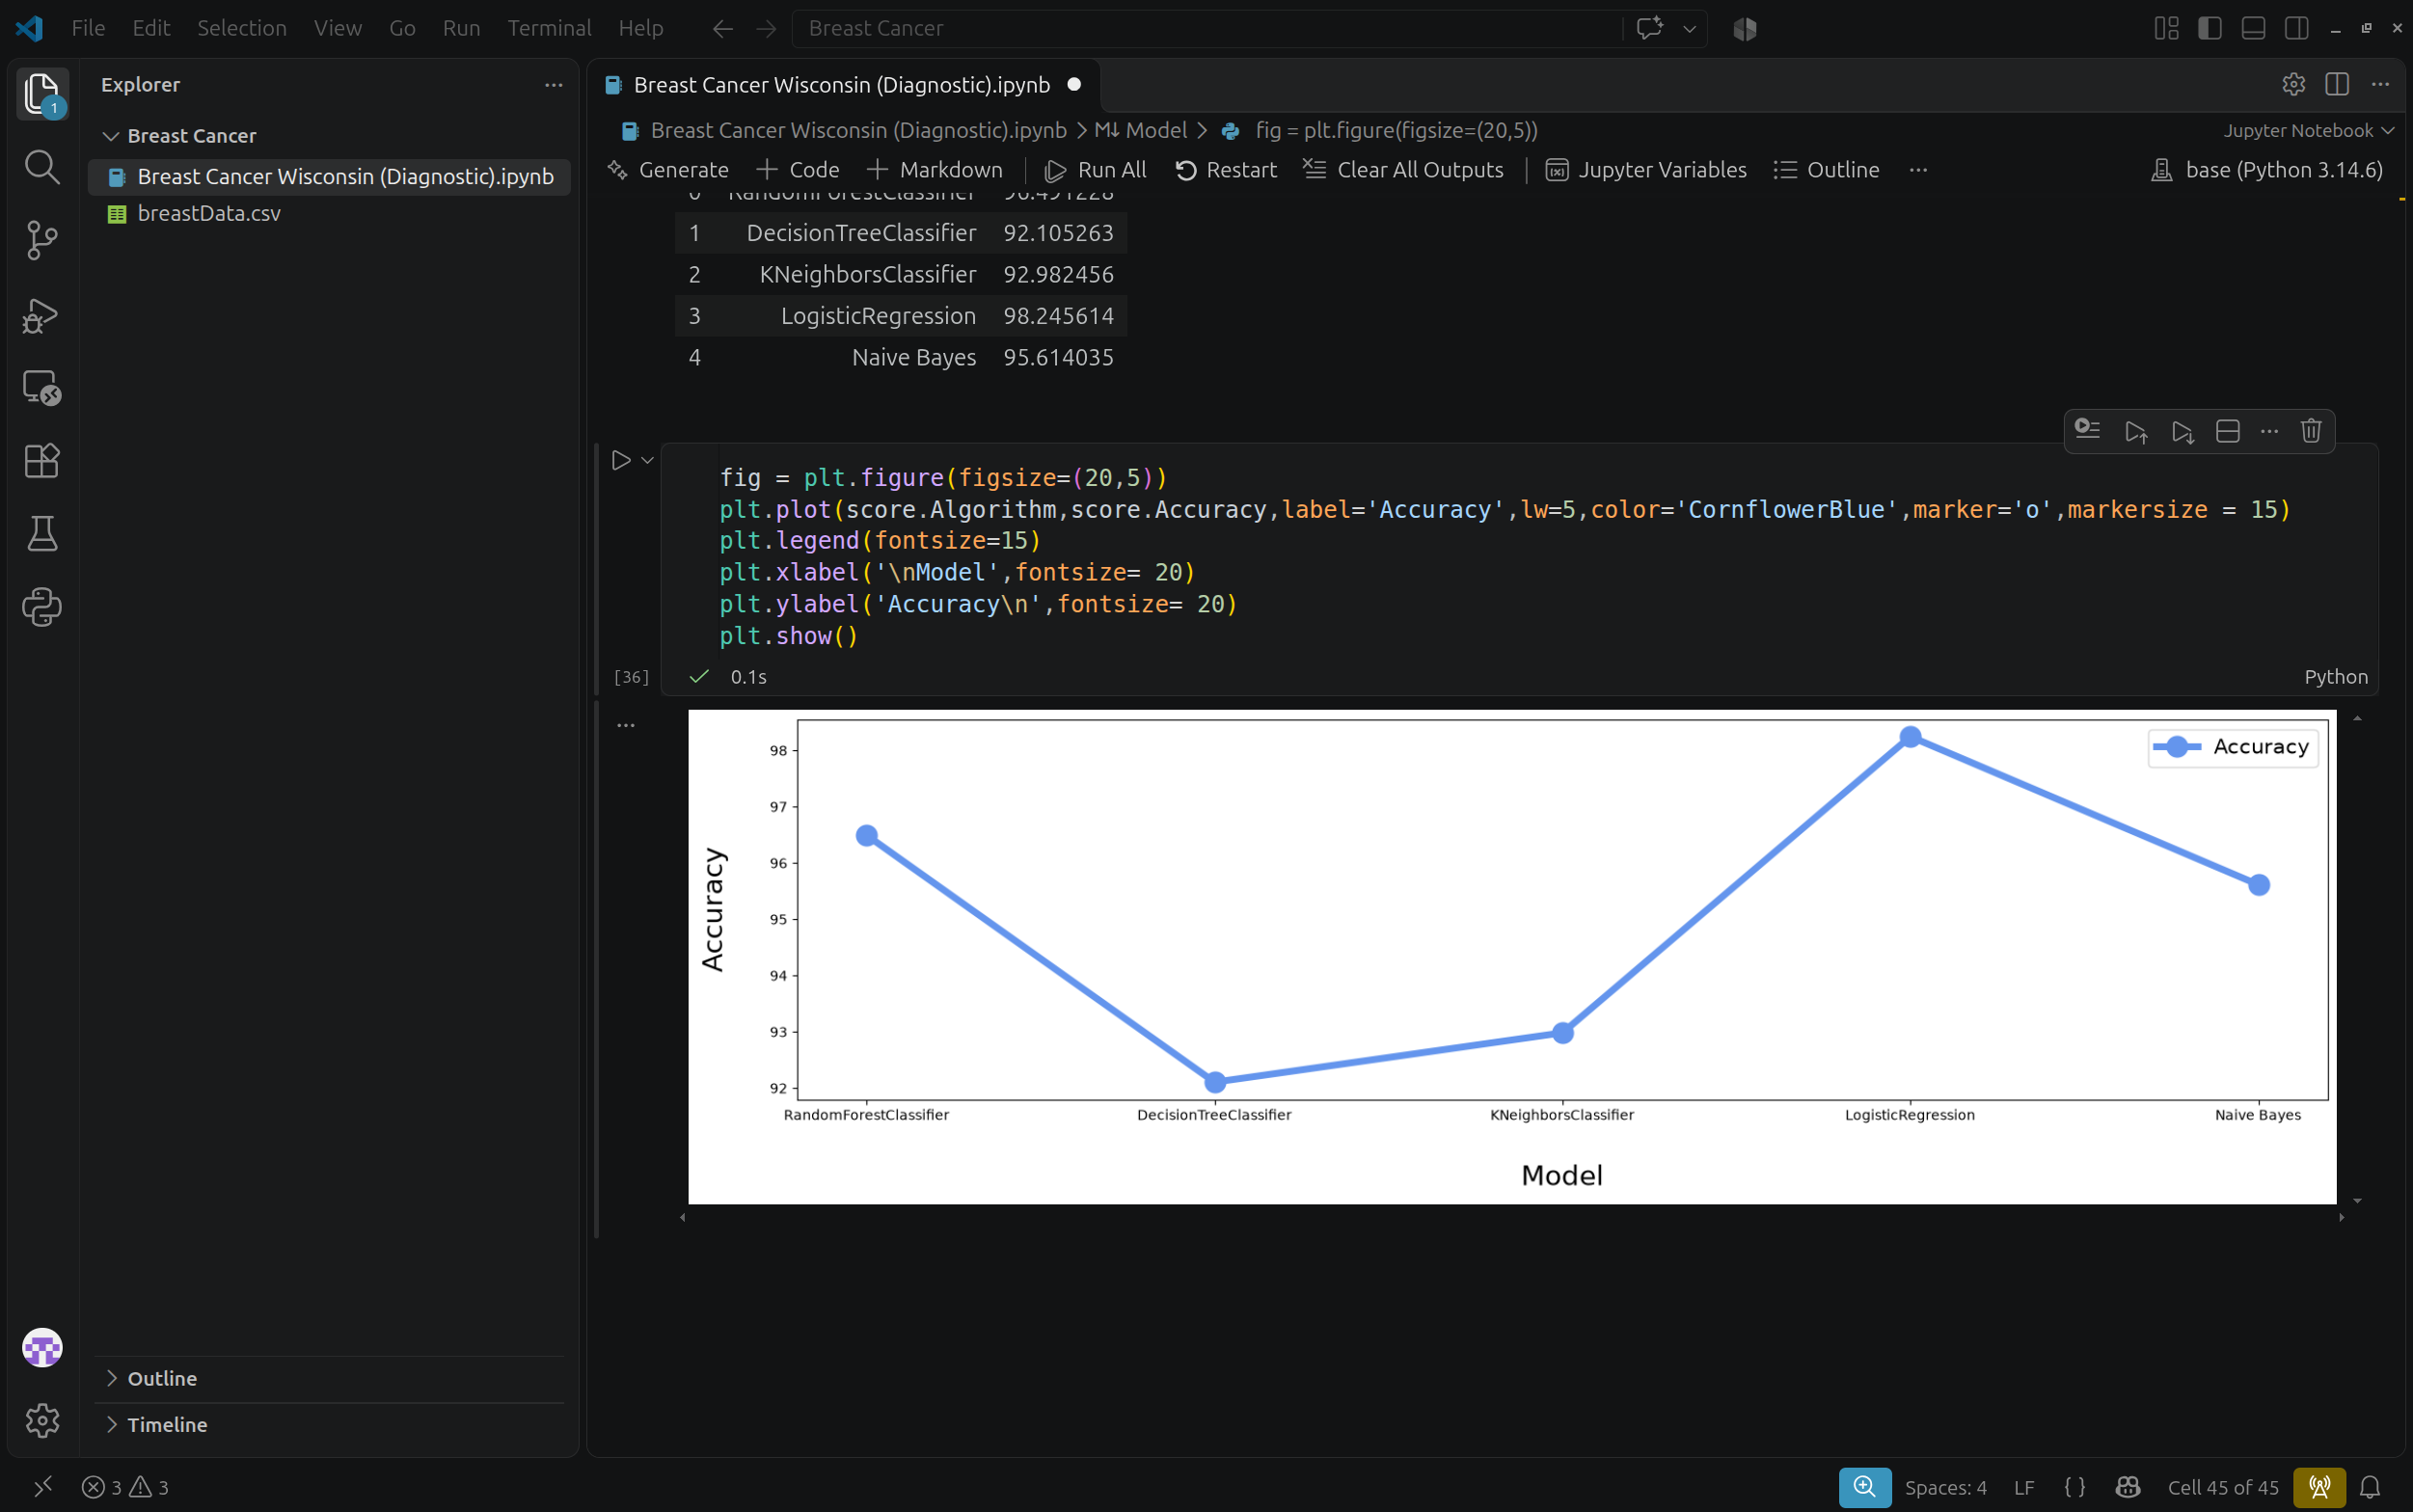 File Edit Selection View Go Run Terminal Help
Breast Cancer
Explorer
1
Breast Cancer
Breast Cancer Wisconsin (Diagnostic).ipynb
breastData.csv
Outline
Timeline
Breast Cancer Wisconsin (Diagnostic).ipynb
Breast Cancer Wisconsin (Diagnostic).ipynb > M↓ Model > fig = plt.figure(figsize=(20,5))
Jupyter Notebook
Generate + Code + Markdown | Run All Restart Clear All Outputs | Jupyter Variables Outline ...
base (Python 3.14.6)
0 RandomForestClassifier 96.491228
1 DecisionTreeClassifier 92.105263
2 KNeighborsClassifier 92.982456
3 LogisticRegression 98.245614
4 Naive Bayes 95.614035
fig = plt.figure(figsize=(20,5))
plt.plot(score.Algorithm,score.Accuracy,label='Accuracy',lw=5,color='CornflowerBlue',marker='o',markersize = 15)
plt.legend(fontsize=15)
plt.xlabel('\nModel',fontsize= 20)
plt.ylabel('Accuracy\n',fontsize= 20)
plt.show()
[36]
0.1s
Python
Accuracy
98
97
96
95
94
93
92
Accuracy
RandomForestClassifier DecisionTreeClassifier KNeighborsClassifier LogisticRegression Naive Bayes
Model
3 3
Spaces: 4 LF { } Cell 45 of 45